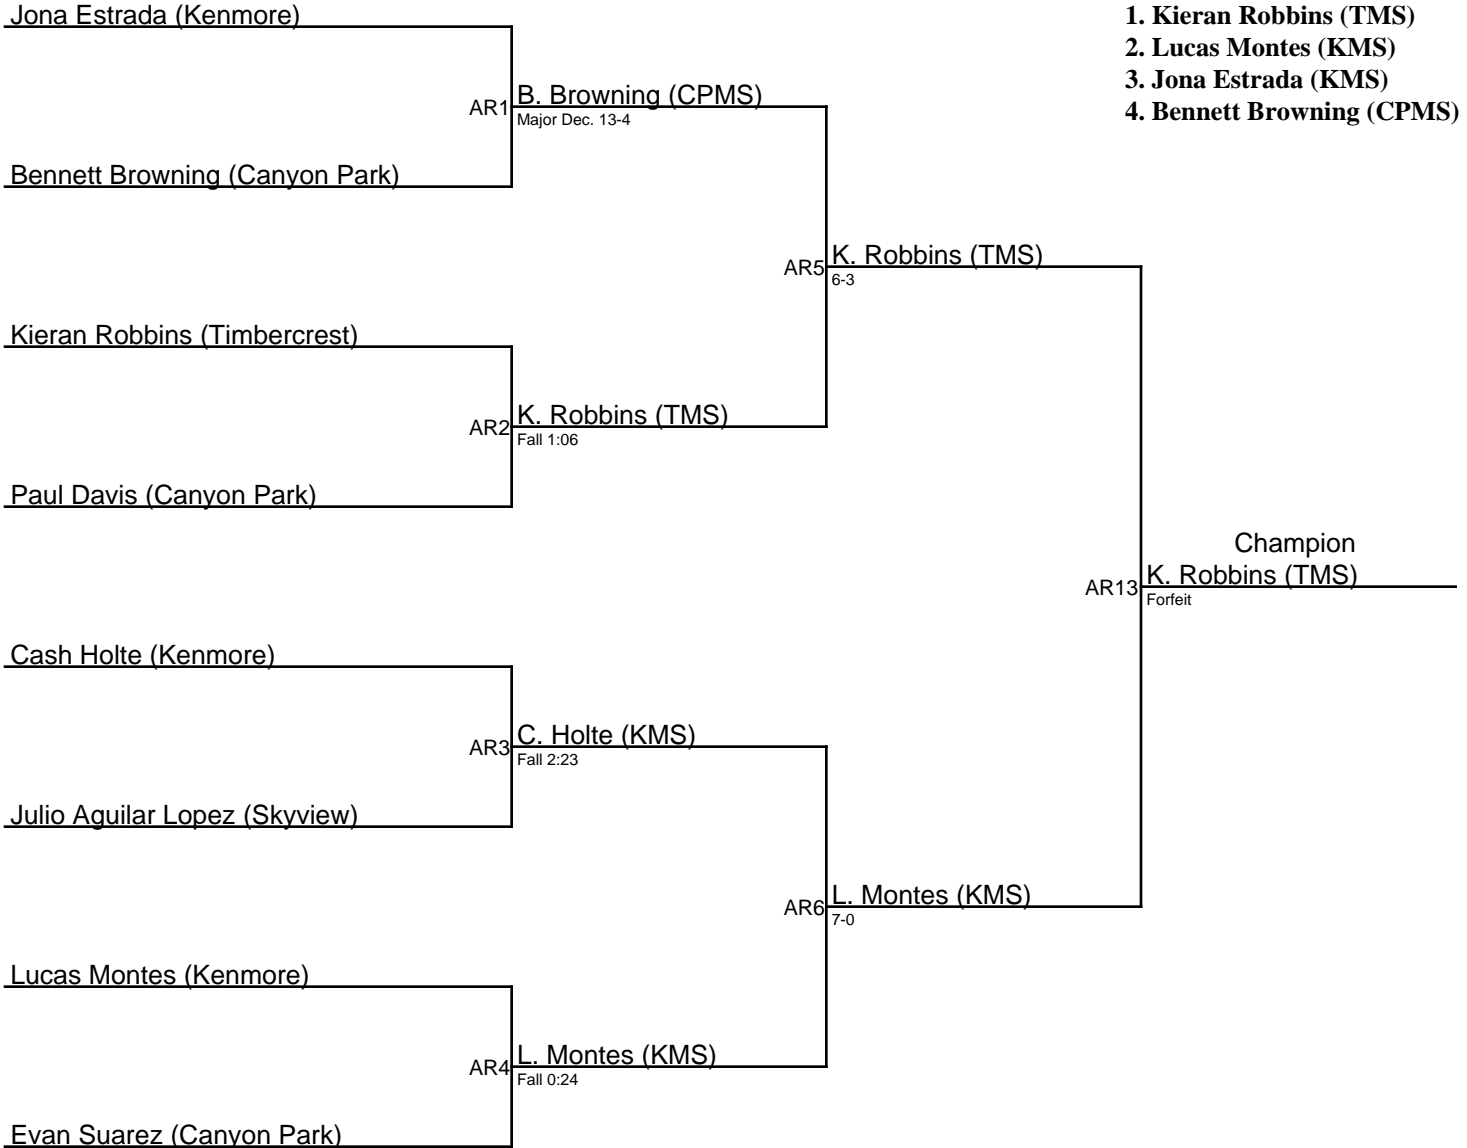 Jona Estrada (Kenmore)
1. Kieran Robbins (TMS)
2. Lucas Montes (KMS)
3. Jona Estrada (KMS)
4. Bennett Browning (CPMS)
AR1
B. Browning (CPMS)
Major Dec. 13-4
Bennett Browning (Canyon Park)
AR5
K. Robbins (TMS)
6-3
Kieran Robbins (Timbercrest)
AR2
K. Robbins (TMS)
Fall 1:06
Paul Davis (Canyon Park)
Champion
AR13
K. Robbins (TMS)
Forfeit
Cash Holte (Kenmore)
AR3
C. Holte (KMS)
Fall 2:23
Julio Aguilar Lopez (Skyview)
AR6
L. Montes (KMS)
7-0
Lucas Montes (Kenmore)
AR4
L. Montes (KMS)
Fall 0:24
Evan Suarez (Canyon Park)